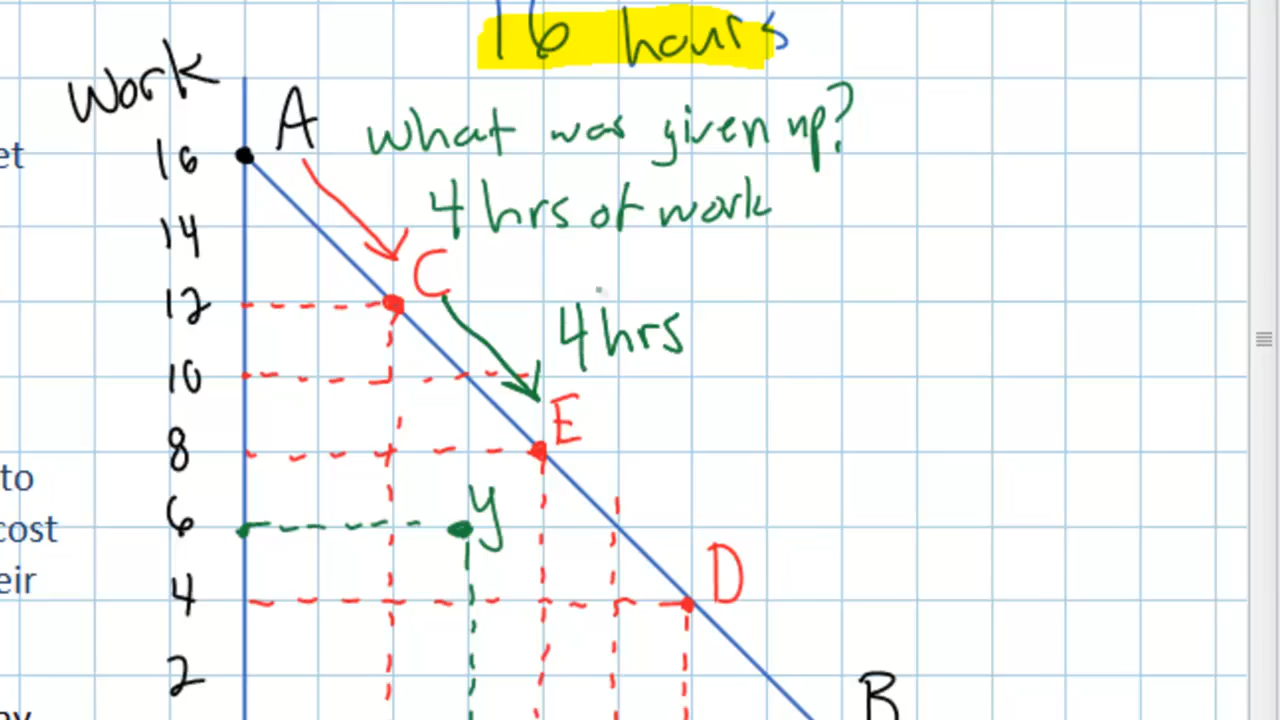 16 hours
Work
A
What was given up?
et
16
4 hrs of work
14
C
12
4 hrs
10
E
8
to
y
6
cost
D
eir
4
2
B